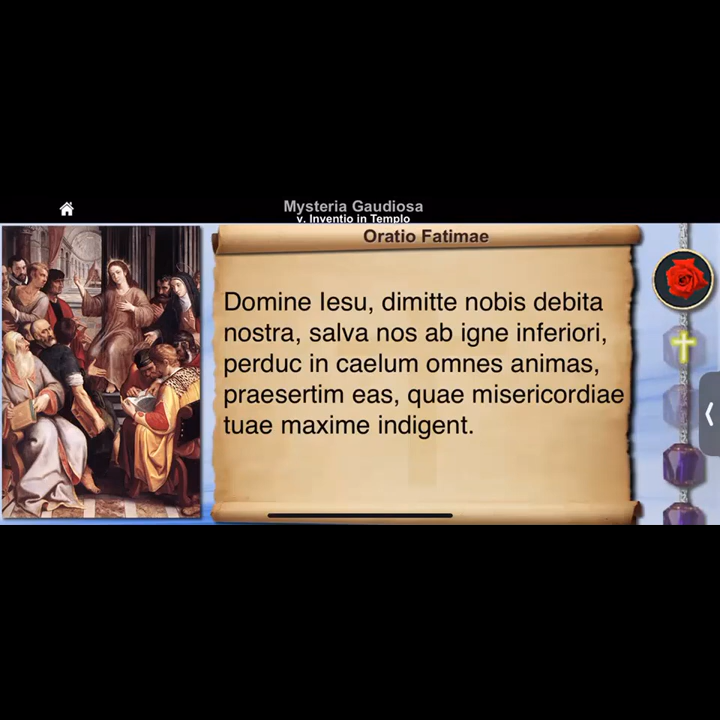 Mysteria Gaudiosa
v. Inventio in Templo
Oratio Fatimae
Domine Iesu, dimitte nobis debita
nostra, salva nos ab igne inferiori,
perduc in caelum omnes animas,
praesertim eas, quae misericordiae
tuae maxime indigent.